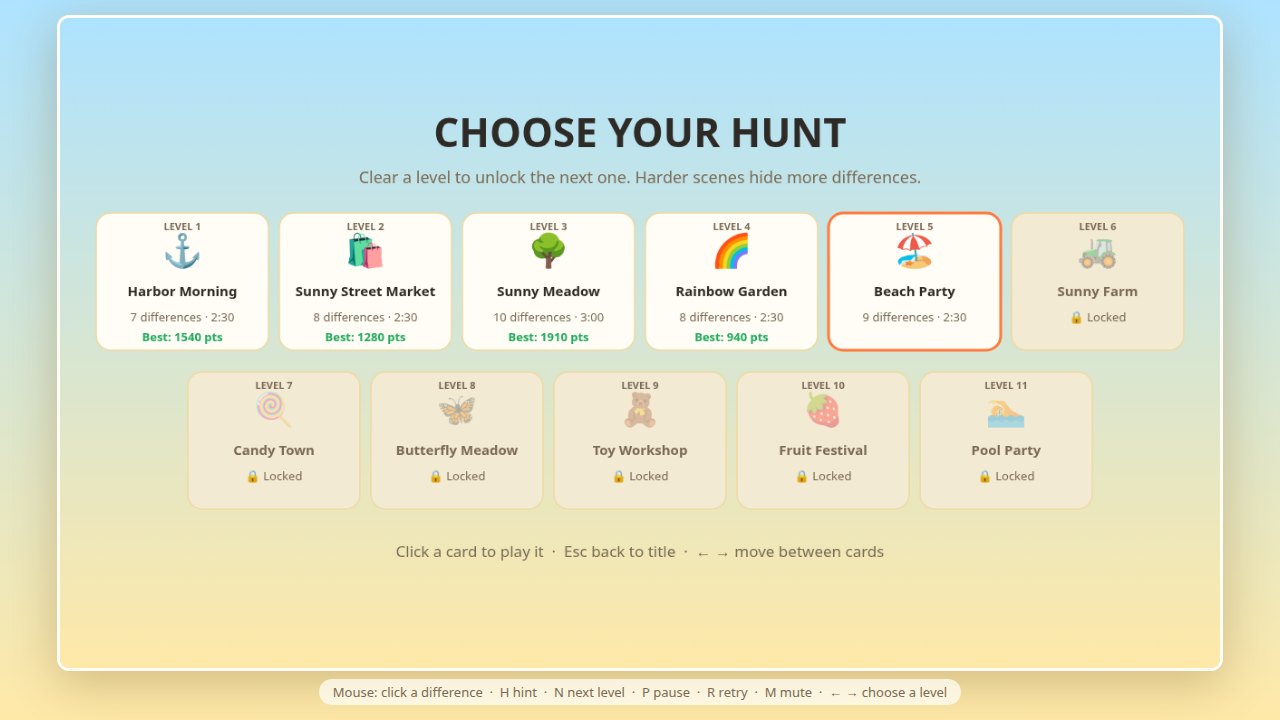 CHOOSE YOUR HUNT
Clear a level to unlock the next one. Harder scenes hide more differences.
LEVEL 1
Harbor Morning
7 differences · 2:30
Best: 1540 pts
LEVEL 2
Sunny Street Market
8 differences · 2:30
Best: 1280 pts
LEVEL 3
Sunny Meadow
10 differences · 3:00
Best: 1910 pts
LEVEL 4
Rainbow Garden
8 differences · 2:30
Best: 940 pts
LEVEL 5
Beach Party
9 differences · 2:30
LEVEL 6
Sunny Farm
🔒 Locked
LEVEL 7
Candy Town
🔒 Locked
LEVEL 8
Butterfly Meadow
🔒 Locked
LEVEL 9
Toy Workshop
🔒 Locked
LEVEL 10
Fruit Festival
🔒 Locked
LEVEL 11
Pool Party
🔒 Locked
Click a card to play it · Esc back to title · ← → move between cards
Mouse: click a difference · H hint · N next level · P pause · R retry · M mute · ← → choose a level